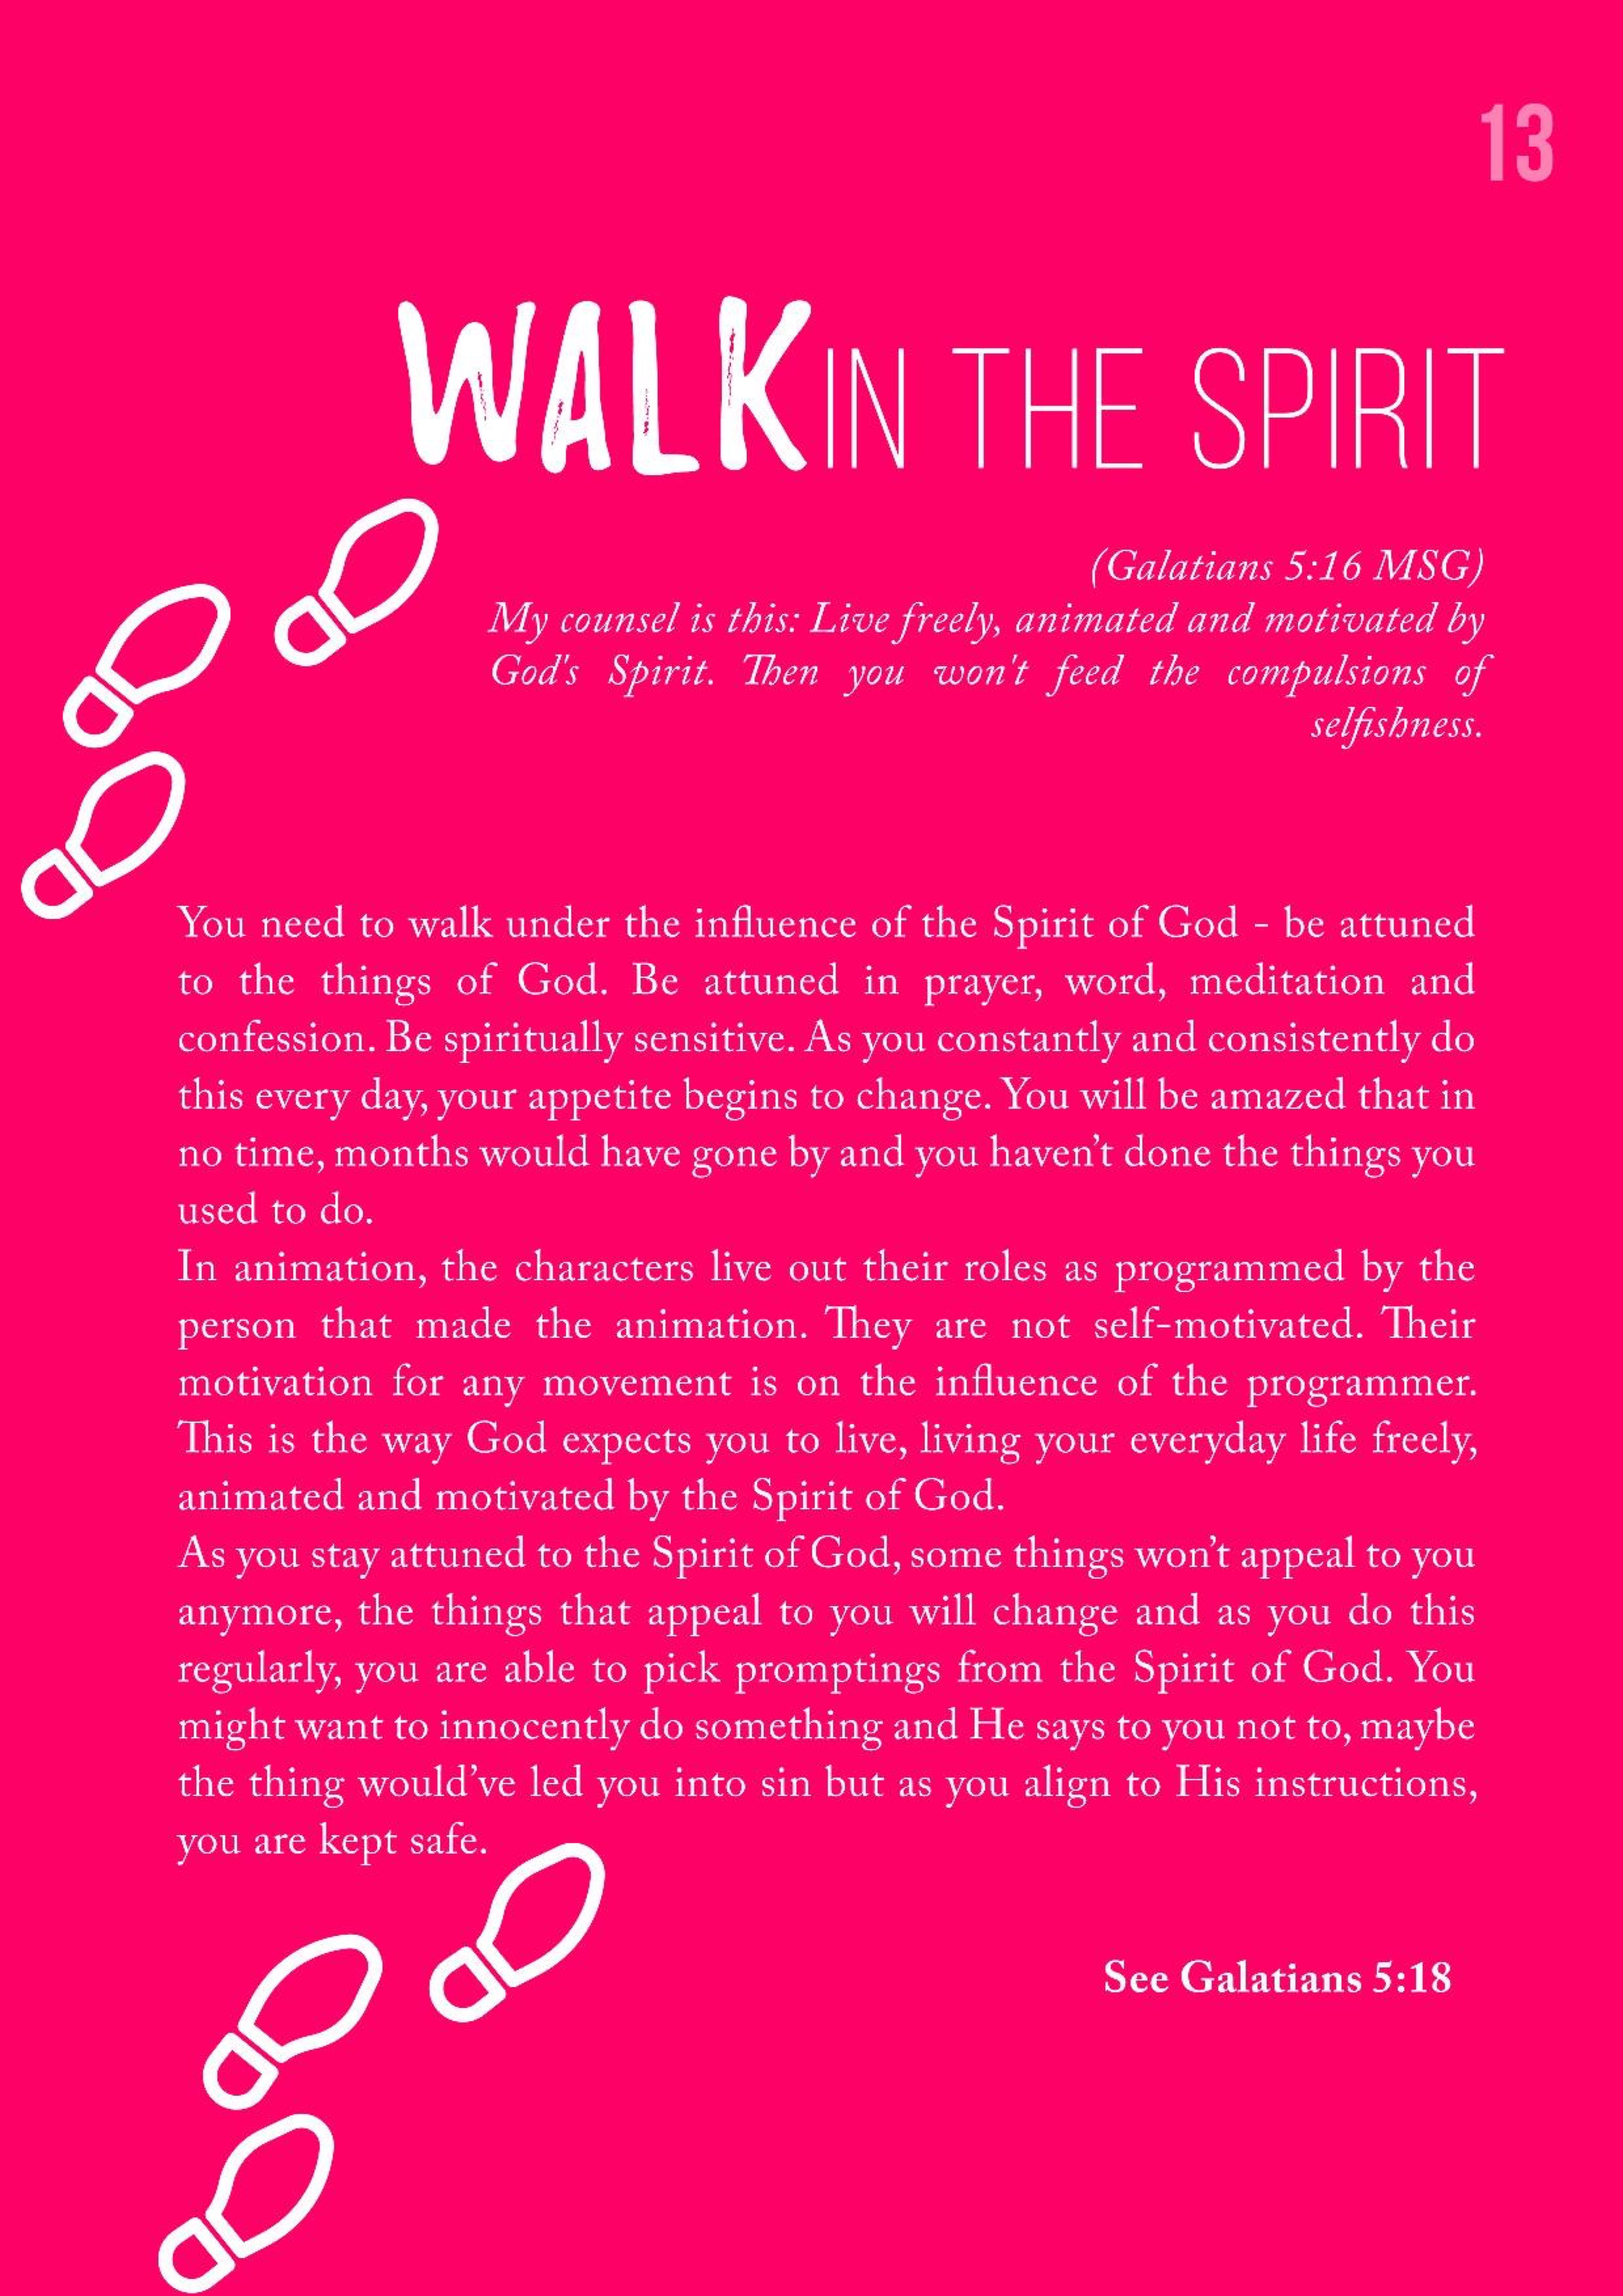 13
WALK IN THE SPIRIT
(Galatians 5:16 MSG)
My counsel is this: Live freely, animated and motivated by
God's Spirit. Then you won't feed the compulsions of
selfishness.
You need to walk under the influence of the Spirit of God - be attuned
to the things of God. Be attuned in prayer, word, meditation and
confession. Be spiritually sensitive. As you constantly and consistently do
this every day, your appetite begins to change. You will be amazed that in
no time, months would have gone by and you haven’t done the things you
used to do.
In animation, the characters live out their roles as programmed by the
person that made the animation. They are not self-motivated. Their
motivation for any movement is on the influence of the programmer.
This is the way God expects you to live, living your everyday life freely,
animated and motivated by the Spirit of God.
As you stay attuned to the Spirit of God, some things won’t appeal to you
anymore, the things that appeal to you will change and as you do this
regularly, you are able to pick promptings from the Spirit of God. You
might want to innocently do something and He says to you not to, maybe
the thing would’ve led you into sin but as you align to His instructions,
you are kept safe.
See Galatians 5:18